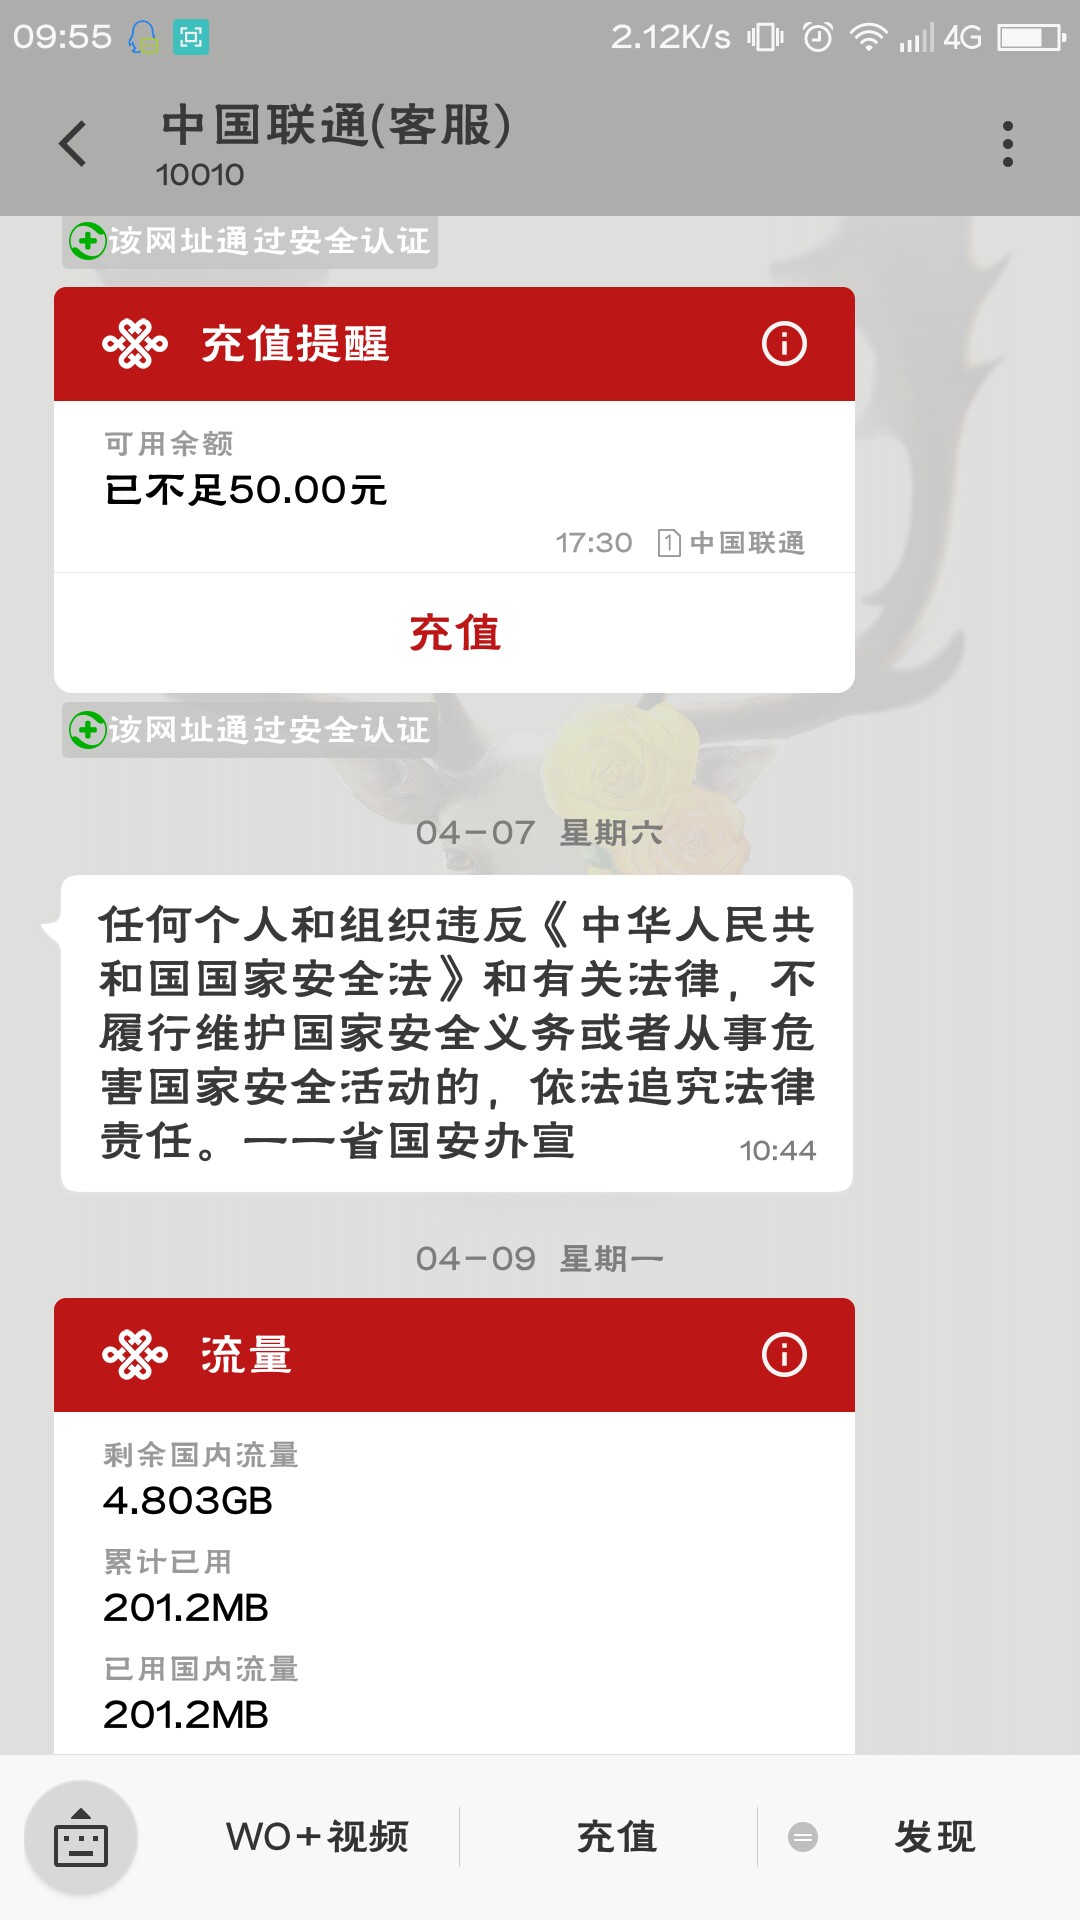 09:55
2.12K/s
4G
中国联通(客服)
10010
该网址通过安全认证
充值提醒
可用余额
已不足50.00元
17:30 1 中国联通
充值
该网址通过安全认证
04-07 星期六
任何个人和组织违反《中华人民共
和国国家安全法》和有关法律，不
履行维护国家安全义务或者从事危
害国家安全活动的，依法追究法律
责任。一一省国安办宣
10:44
04-09 星期一
流量
剩余国内流量
4.803GB
累计已用
201.2MB
已用国内流量
201.2MB
WO+视频
充值
发现